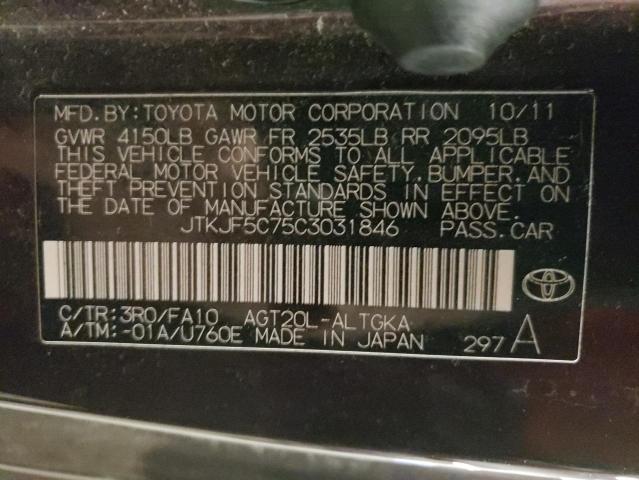 MFD.BY:TOYOTA MOTOR CORPORATION 10/11
GVWR 4150LB GAWR FR 2535LB RR 2095LB
THIS VEHICLE CONFORMS TO ALL APPLICABLE
FEDERAL MOTOR VEHICLE SAFETY,BUMPER,AND
THEFT PREVENTION STANDARDS IN EFFECT ON
THE DATE OF MANUFACTURE SHOWN ABOVE.
JTKJF5C75C3031846 PASS.CAR
C/TR:3R0/FA10 AGT20L-ALTGKA
A/TM:-01A/U760E MADE IN JAPAN 297A